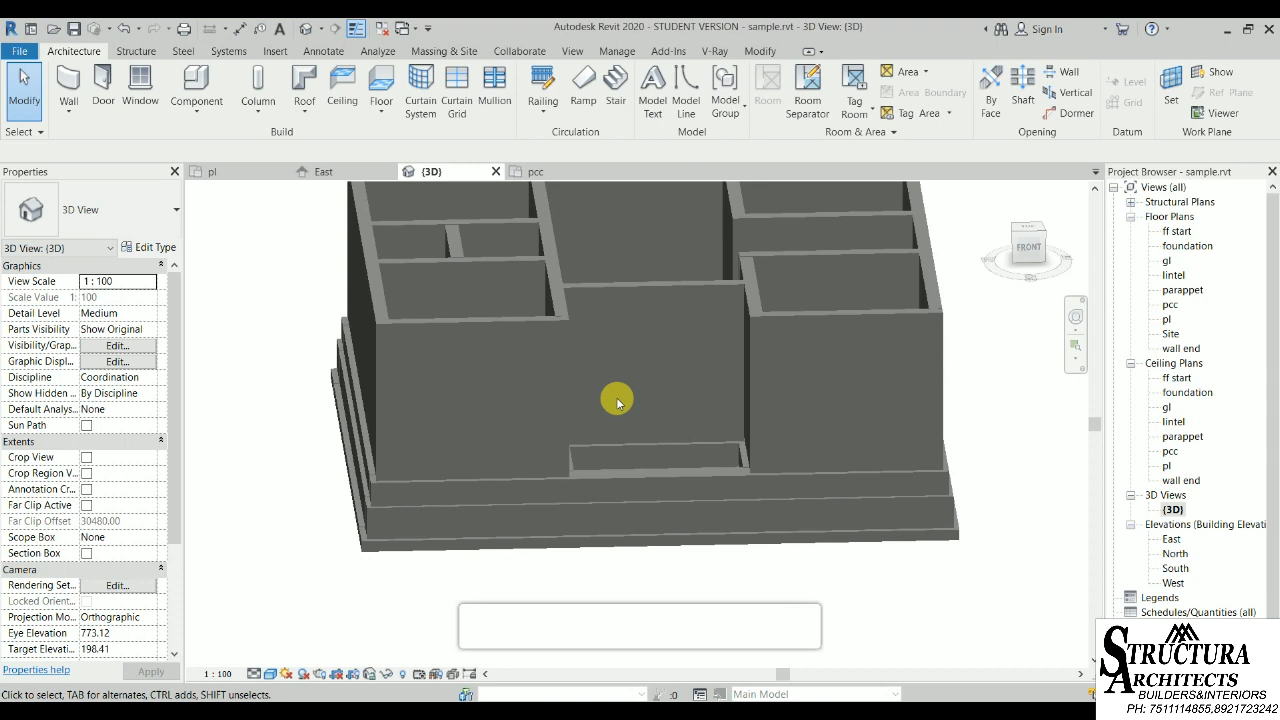 Autodesk Revit 2020 - STUDENT VERSION - sample.rvt - 3D View: {3D}
Sign In
File Architecture Structure Steel Systems Insert Annotate Analyze Massing & Site Collaborate View Manage Add-Ins V-Ray Modify
Modify Wall Door Window Component Column Roof Ceiling Floor Curtain System Curtain Grid Mullion Railing Ramp Stair Model Text Model Line Model Group Room Room Separator Tag Room Area Area Boundary Tag Area By Face Shaft Wall Vertical Dormer Level Grid Set Show Ref Plane Viewer
Select Build Circulation Model Room & Area Opening Datum Work Plane
Properties
pl East {3D} pcc
Project Browser - sample.rvt
3D View
3D View: {3D} Edit Type
Graphics
View Scale 1 : 100
Scale Value 1: 100
Detail Level Medium
Parts Visibility Show Original
Visibility/Grap... Edit...
Graphic Displ... Edit...
Discipline Coordination
Show Hidden ... By Discipline
Default Analys... None
Sun Path
Extents
Crop View
Crop Region V...
Annotation Cr...
Far Clip Active
Far Clip Offset 30480.00
Scope Box None
Section Box
Camera
Rendering Set... Edit...
Locked Orient...
Projection Mo... Orthographic
Eye Elevation 773.12
Target Elevati... 198.41
Properties help Apply
FRONT
Views (all)
Structural Plans
Floor Plans
ff start
foundation
gl
lintel
parappet
pcc
pl
Site
wall end
Ceiling Plans
ff start
foundation
gl
lintel
parappet
pcc
pl
wall end
3D Views
{3D}
Elevations (Building Elevati
East
North
South
West
Legends
Schedules/Quantities (all)
1 : 100
Click to select, TAB for alternates, CTRL adds, SHIFT unselects.
:0
Main Model
STRUCTURA
ARCHITECTS
BUILDERS&INTERIORS
PH: 7511114855,8921723242